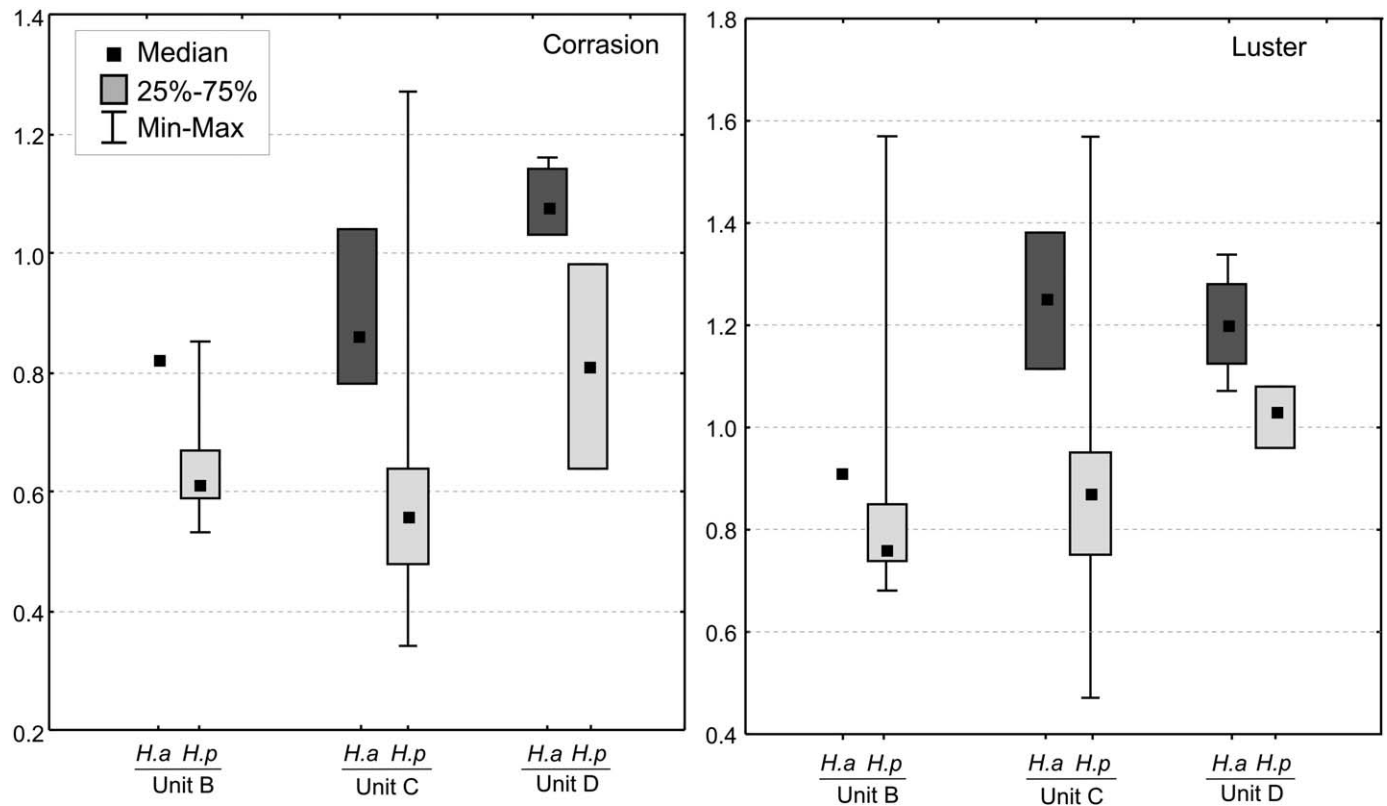 Corrasion
Median
25%-75%
Min-Max
1.4
1.2
1.0
0.8
0.6
0.4
0.2
H.a H.p
Unit B
H.a H.p
Unit C
H.a H.p
Unit D
Luster
1.8
1.6
1.4
1.2
1.0
0.8
0.6
0.4
H.a H.p
Unit B
H.a H.p
Unit C
H.a H.p
Unit D